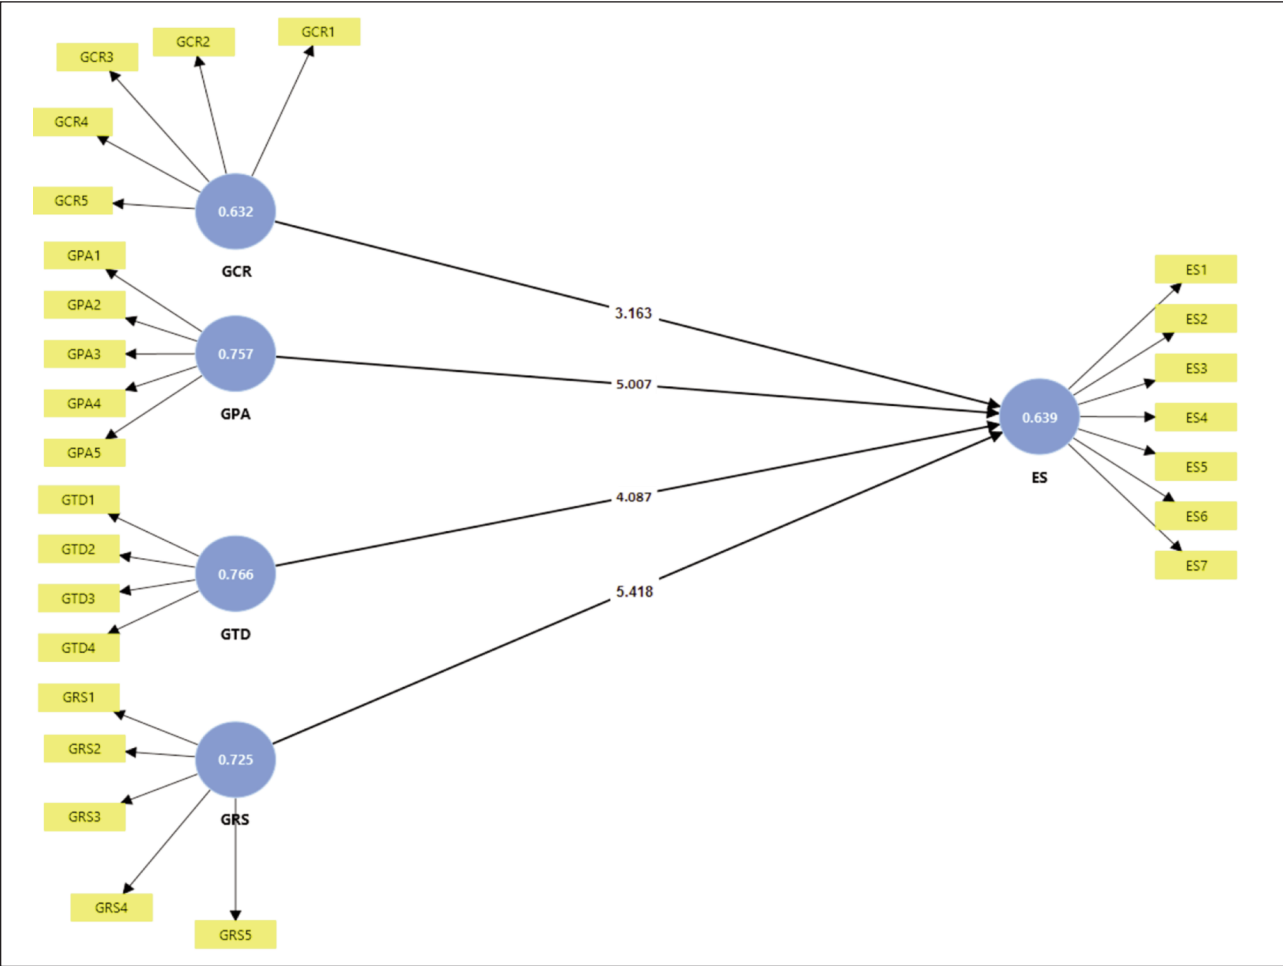 GCR1
GCR2
GCR3
GCR4
GCR5
0.632
GCR
GPA1
GPA2
GPA3
GPA4
GPA5
0.757
GPA
GTD1
GTD2
GTD3
GTD4
0.766
GTD
GRS1
GRS2
GRS3
GRS4
GRS5
0.725
GRS
3.163
5.007
4.087
5.418
0.639
ES
ES1
ES2
ES3
ES4
ES5
ES6
ES7